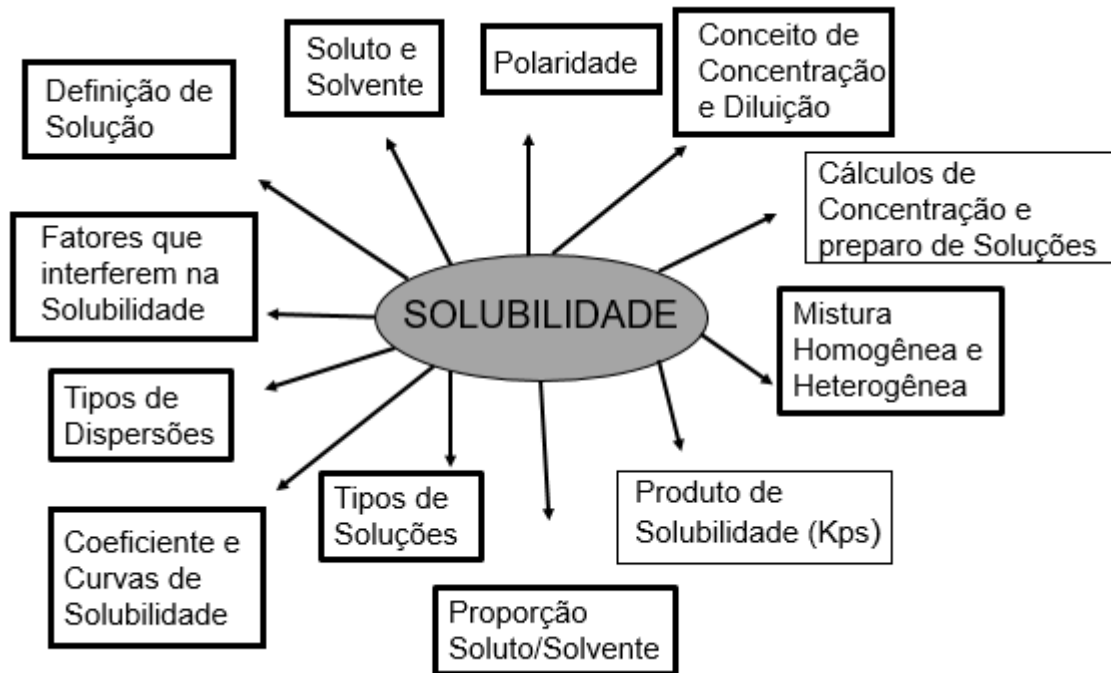 Soluto e
Solvente
Polaridade
Conceito de
Concentração
e Diluição
Definição de
Solução
Cálculos de
Concentração e
preparo de Soluções
Fatores que
interferem na
Solubilidade
SOLUBILIDADE
Mistura
Homogênea e
Heterogênea
Tipos de
Dispersões
Tipos de
Soluções
Produto de
Solubilidade (Kps)
Coeficiente e
Curvas de
Solubilidade
Proporção
Soluto/Solvente